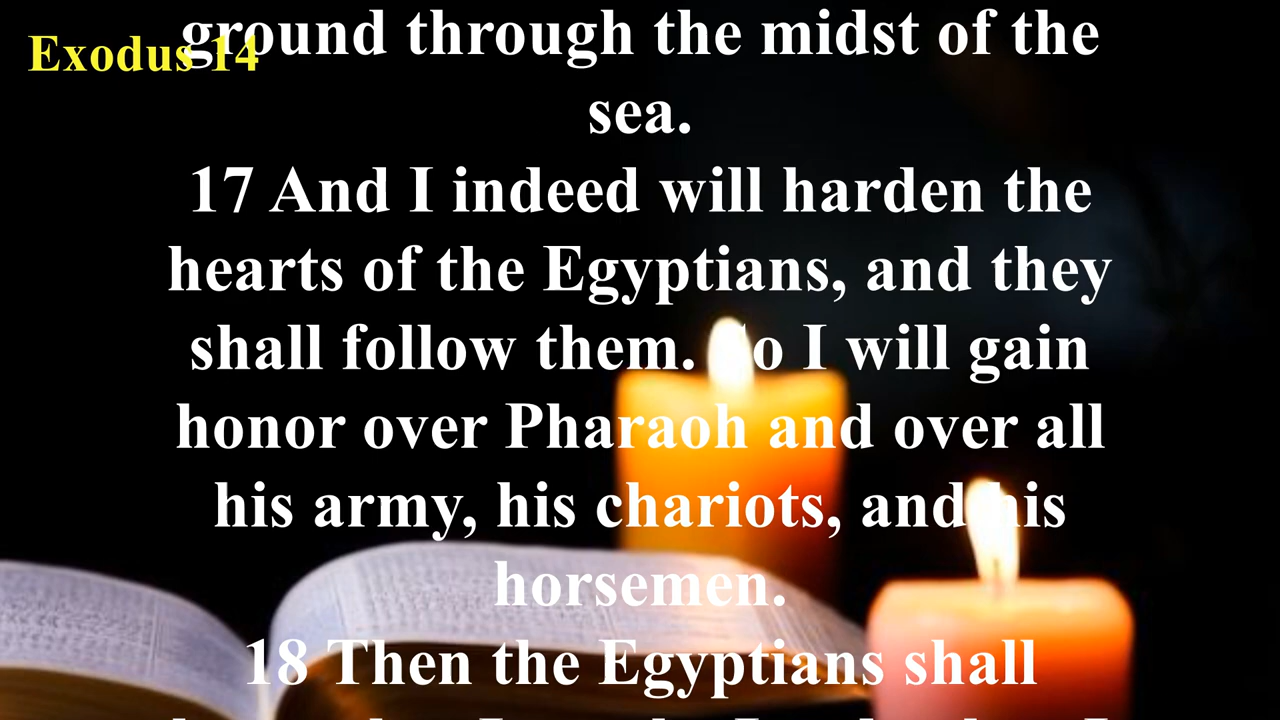 Exodus 14
ground through the midst of the
sea.
17 And I indeed will harden the
hearts of the Egyptians, and they
shall follow them. So I will gain
honor over Pharaoh and over all
his army, his chariots, and his
horsemen.
18 Then the Egyptians shall